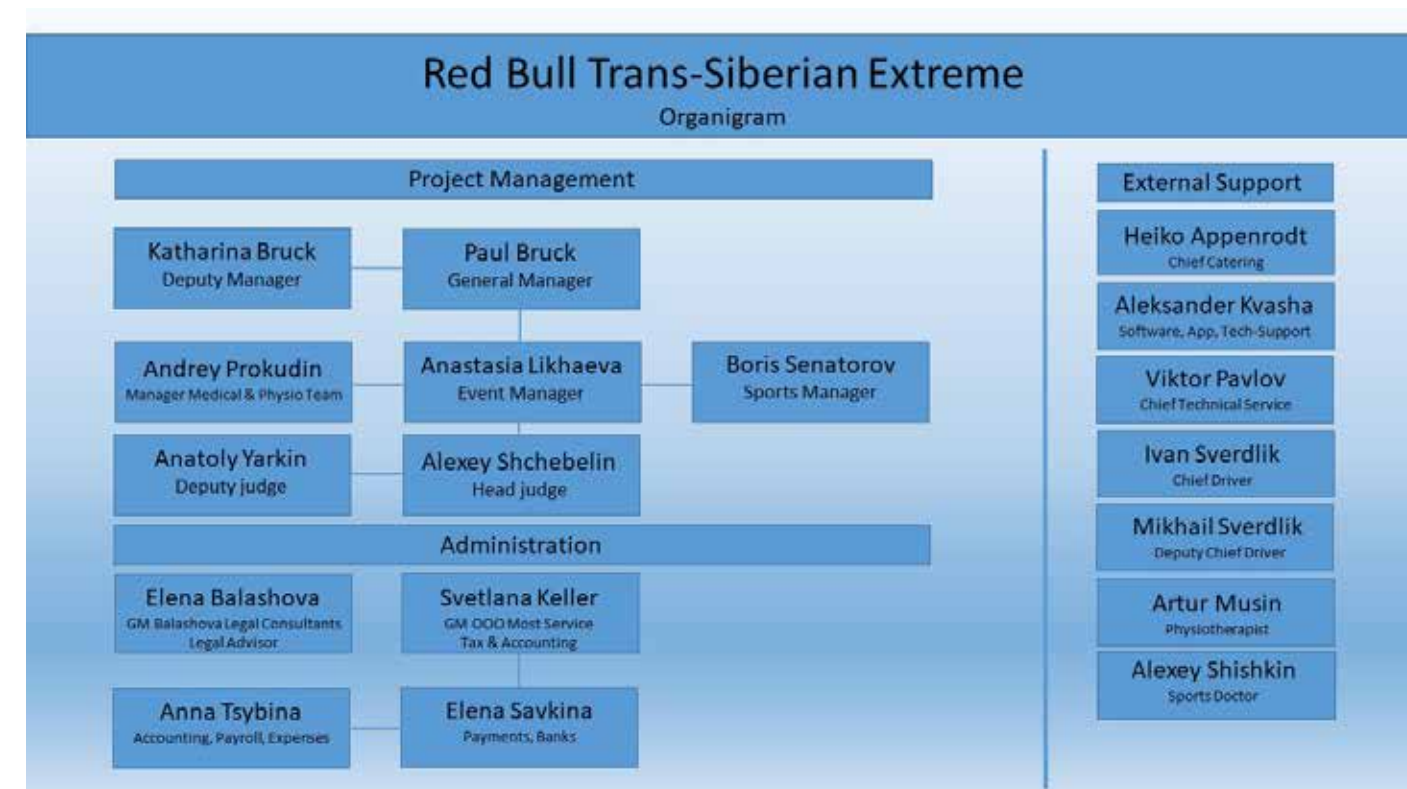 Red Bull Trans-Siberian Extreme
Organigram
Project Management
Katharina Bruck
Deputy Manager
Paul Bruck
General Manager
Andrey Prokudin
Manager Medical & Physio Team
Anastasia Likhaeva
Event Manager
Boris Senatorov
Sports Manager
Anatoly Yarkin
Deputy judge
Alexey Shchebelin
Head judge
Administration
Elena Balashova
GM Balashova Legal Consultants
Legal Advisor
Svetlana Keller
GM OOO Most Service
Tax & Accounting
Anna Tsybina
Accounting, Payroll, Expenses
Elena Savkina
Payments, Banks
External Support
Heiko Appenrodt
Chief Catering
Aleksander Kvasha
Software, App, Tech-Support
Viktor Pavlov
Chief Technical Service
Ivan Sverdlik
Chief Driver
Mikhail Sverdlik
Deputy Chief Driver
Artur Musin
Physiotherapist
Alexey Shishkin
Sports Doctor